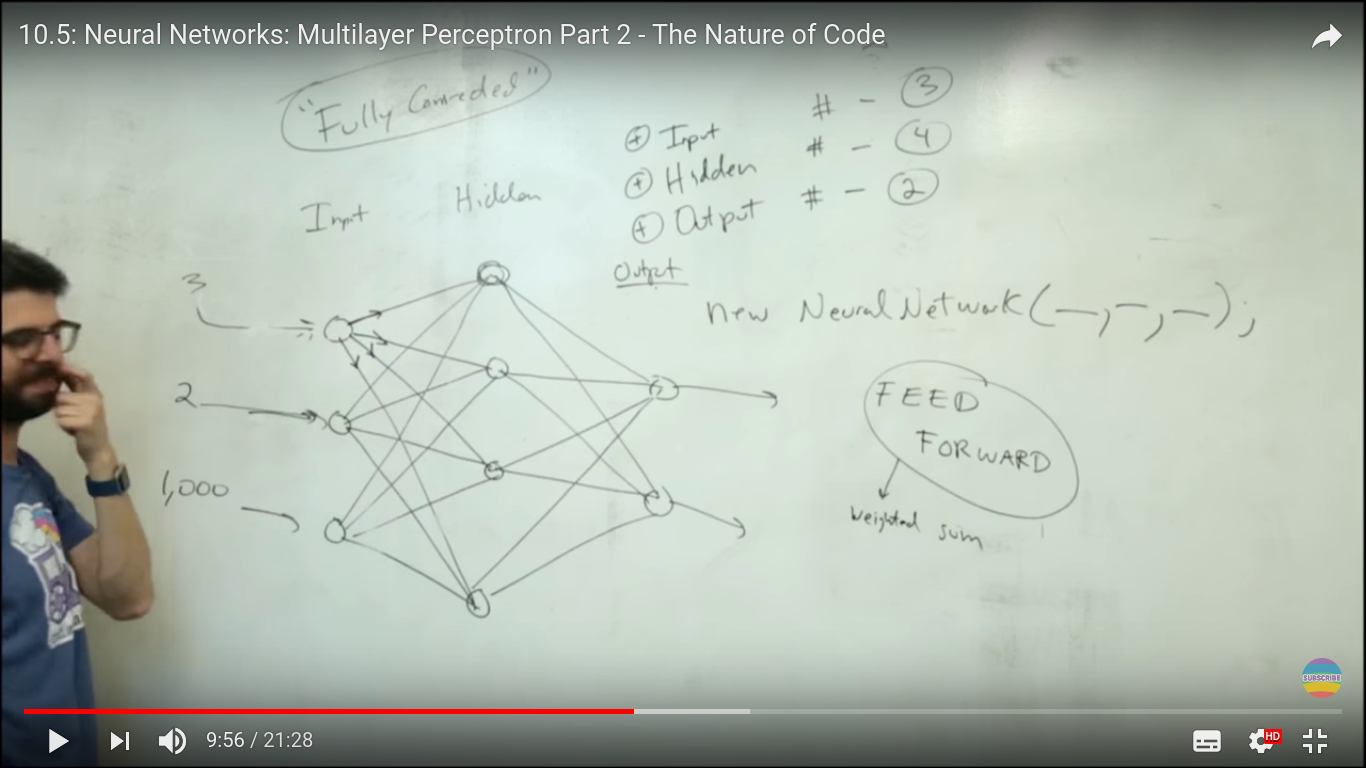 10.5: Neural Networks: Multilayer Perceptron Part 2 - The Nature of Code
"Fully Connected"
# - 3
+ Input # - 4
+ Hidden # - 2
+ Output
Input Hidden Output
3
2
1,000
new NeuralNetwork(—,—,—);
FEED
FORWARD
weighted sum
SUBSCRIBE
9:56 / 21:28
HD